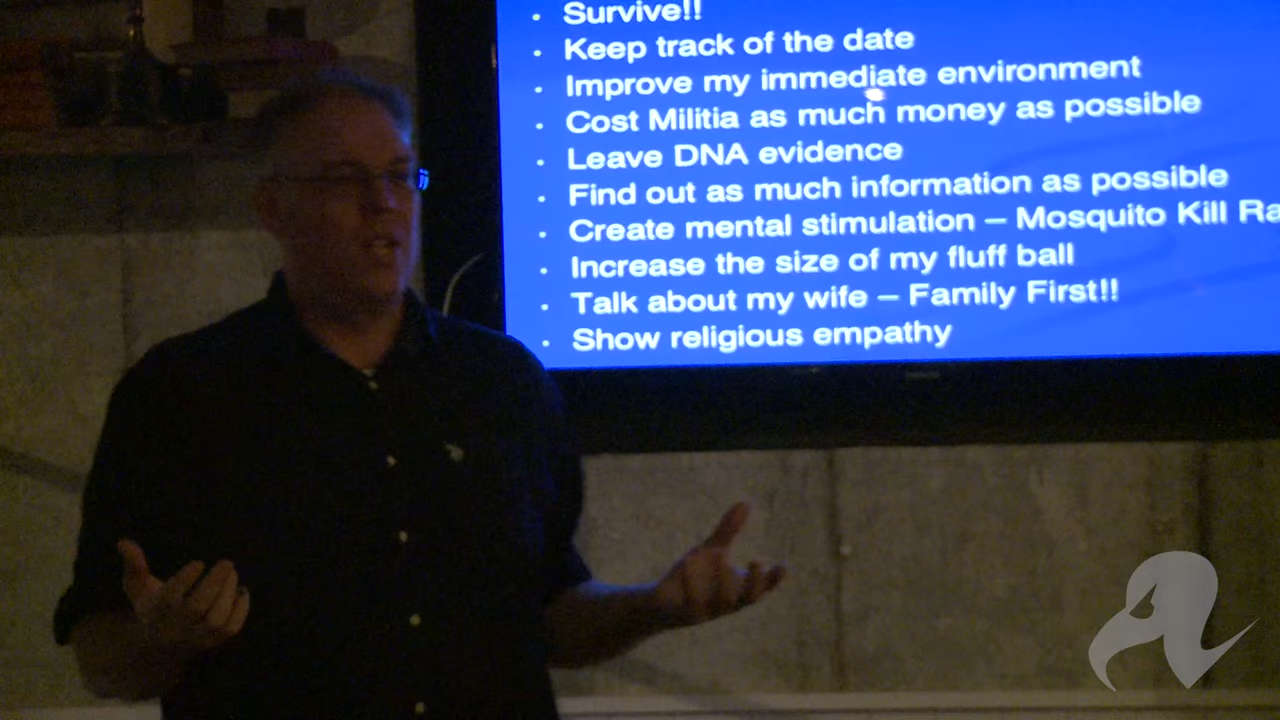 • Survive!!
• Keep track of the date
• Improve my immediate environment
• Cost Militia as much money as possible
• Leave DNA evidence
• Find out as much information as possible
• Create mental stimulation – Mosquito Kill Ra
• Increase the size of my fluff ball
• Talk about my wife – Family First!!
• Show religious empathy